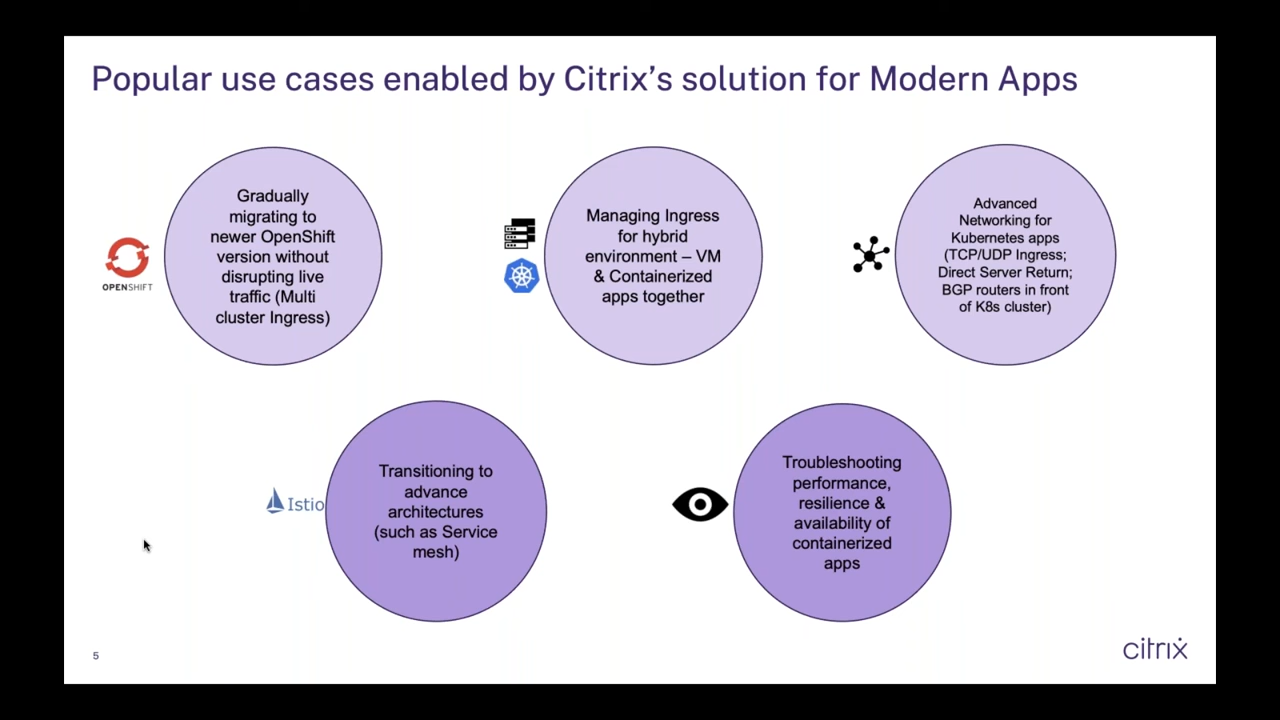 Popular use cases enabled by Citrix's solution for Modern Apps
Gradually
migrating to
newer OpenShift
version without
disrupting live
traffic (Multi
cluster Ingress)
OPENSHIFT
Managing Ingress
for hybrid
environment – VM
& Containerized
apps together
Advanced
Networking for
Kubernetes apps
(TCP/UDP Ingress;
Direct Server Return;
BGP routers in front
of K8s cluster)
Istio
Transitioning to
advance
architectures
(such as Service
mesh)
Troubleshooting
performance,
resilience &
availability of
containerized
apps
5
citrix